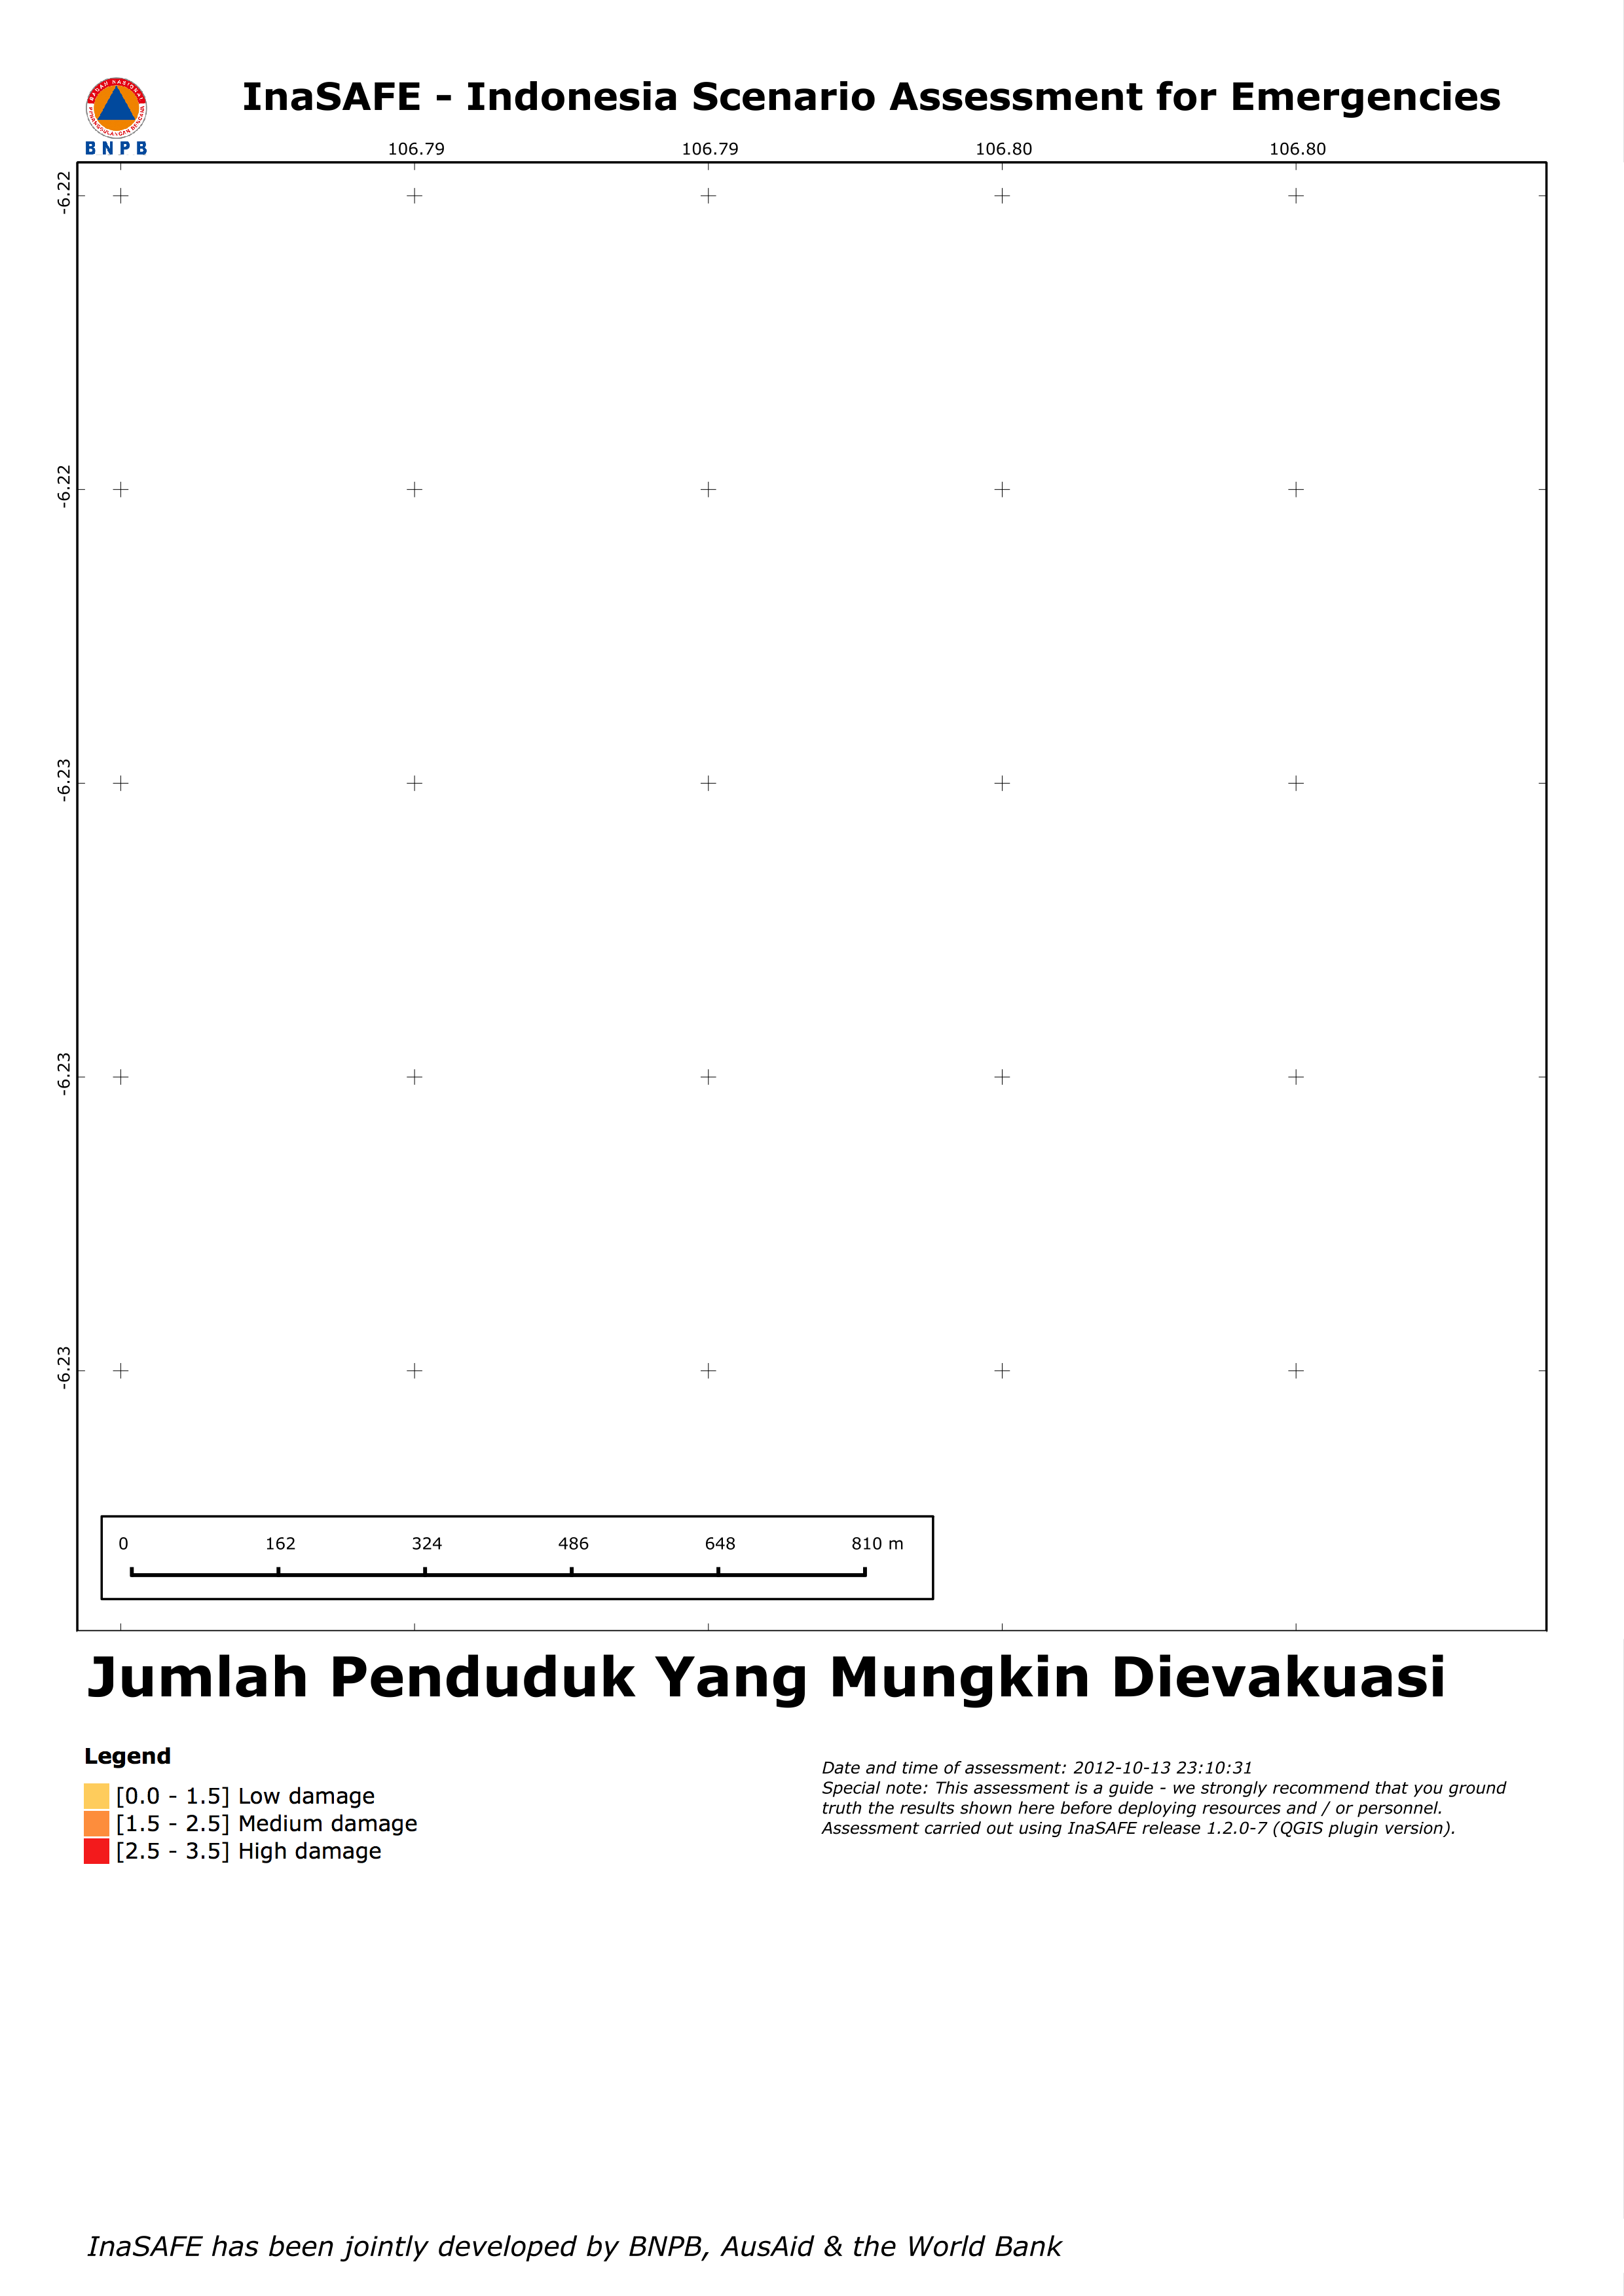 InaSAFE - Indonesia Scenario Assessment for Emergencies
BADAN NASIONAL
PENANGGULANGAN BENCANA
BNPB
106.79 106.79 106.80 106.80
-6.22
-6.22
-6.23
-6.23
-6.23
0 162 324 486 648 810 m
Jumlah Penduduk Yang Mungkin Dievakuasi
Legend
[0.0 - 1.5] Low damage
[1.5 - 2.5] Medium damage
[2.5 - 3.5] High damage
Date and time of assessment: 2012-10-13 23:10:31
Special note: This assessment is a guide - we strongly recommend that you ground
truth the results shown here before deploying resources and / or personnel.
Assessment carried out using InaSAFE release 1.2.0-7 (QGIS plugin version).
InaSAFE has been jointly developed by BNPB, AusAid & the World Bank